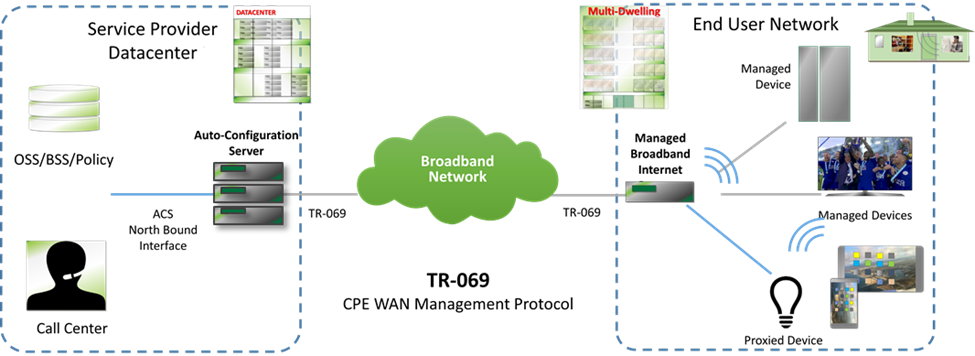 Service Provider
Datacenter
DATACENTER
OSS/BSS/Policy
Auto-Configuration
Server
ACS
North Bound
Interface
Call Center
TR-069
Broadband
Network
TR-069
TR-069
CPE WAN Management Protocol
Multi-Dwelling
End User Network
Managed
Device
Managed
Broadband
Internet
Managed Devices
Proxied Device